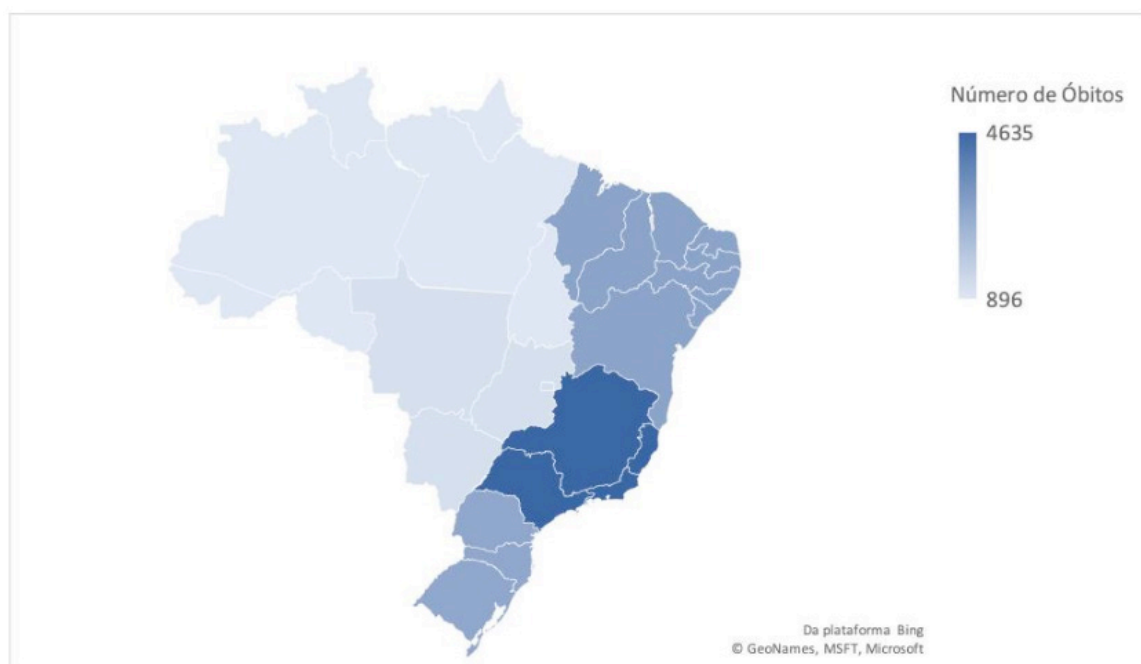 Número de Óbitos
4635
896
Da plataforma Bing
© GeoNames, MSFT, Microsoft